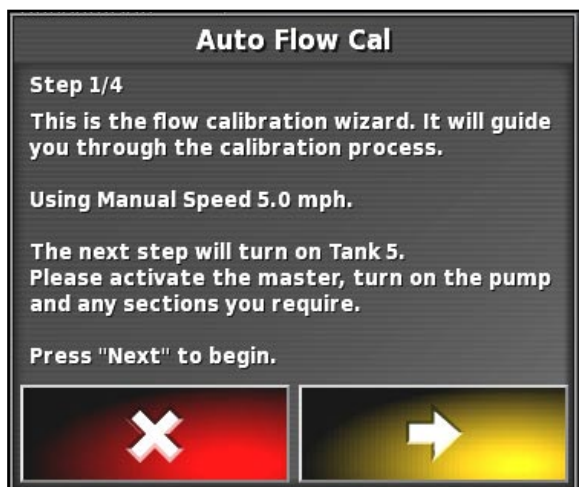 Auto Flow Cal
Step 1/4
This is the flow calibration wizard. It will guide
you through the calibration process.
Using Manual Speed 5.0 mph.
The next step will turn on Tank 5.
Please activate the master, turn on the pump
and any sections you require.
Press "Next" to begin.